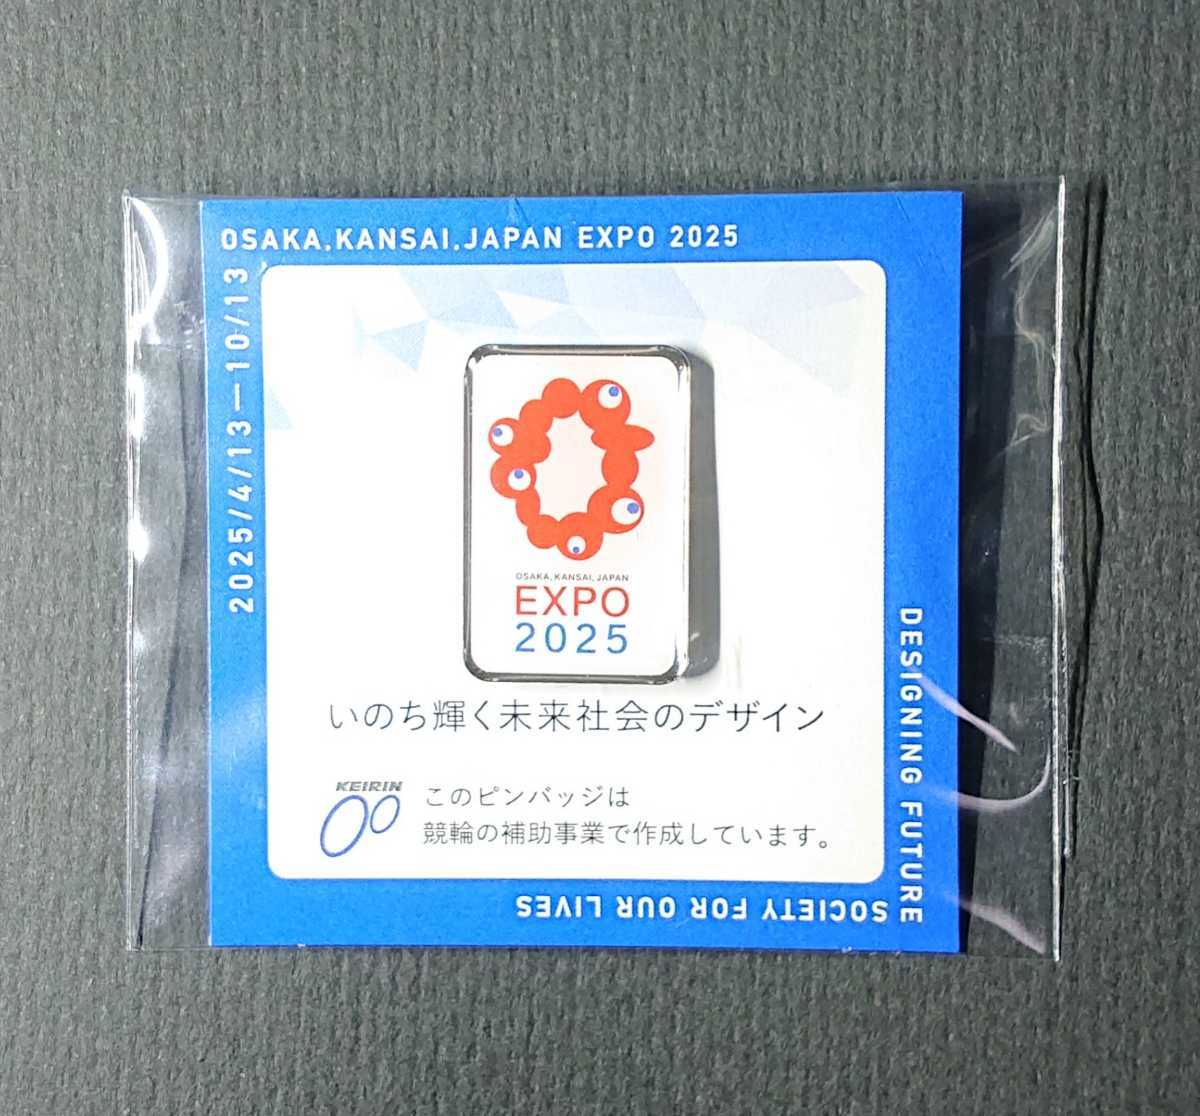 OSAKA,KANSAI,JAPAN EXPO 2025
2025/4/13—10/13
OSAKA, KANSAI, JAPAN
EXPO
2025
いのち輝く未来社会のデザイン
KEIRIN
このピンバッジは
競輪の補助事業で作成しています。
DESIGNING FUTURE
SOCIETY FOR OUR LIVES